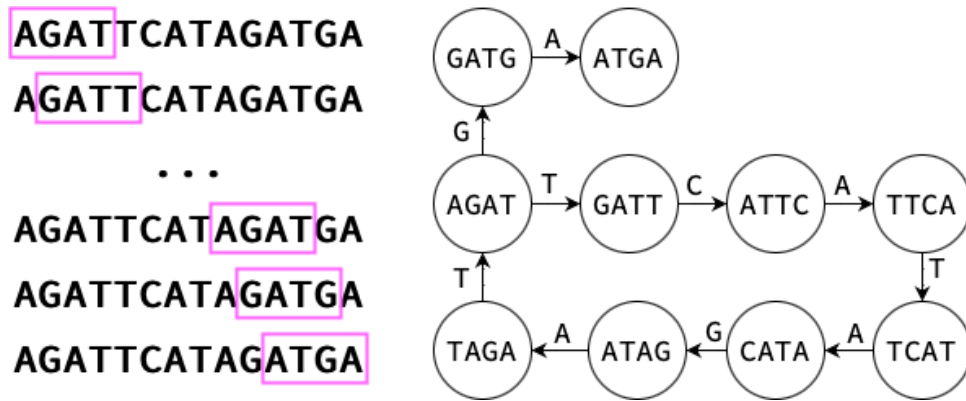 AGATTCATAGATGA
AGATTCATAGATGA
...
AGATTCATAGATGA
AGATTCATAGATGA
AGATTCATAGATGA
GATG A ATGA
G
AGAT T GATT C ATTC A TTCA
T T
TAGA A ATAG G CATA A TCAT